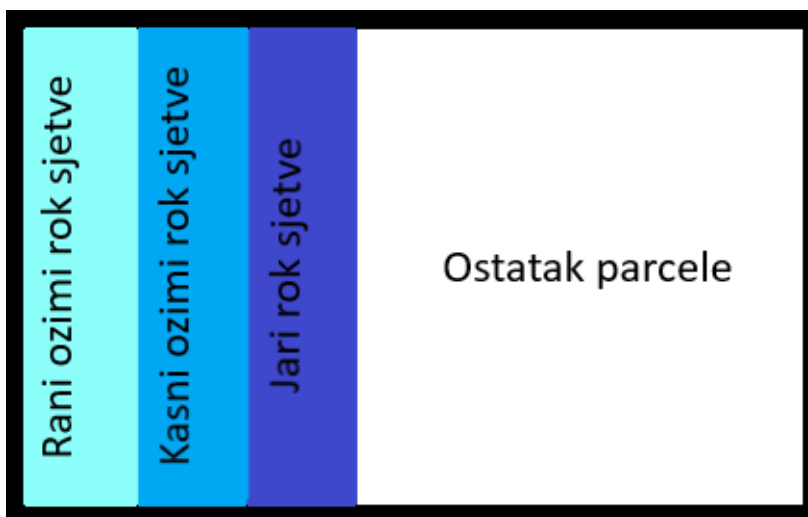 Rani ozimi rok sjetve
Kasni ozimi rok sjetve
Jari rok sjetve
Ostatak parcele